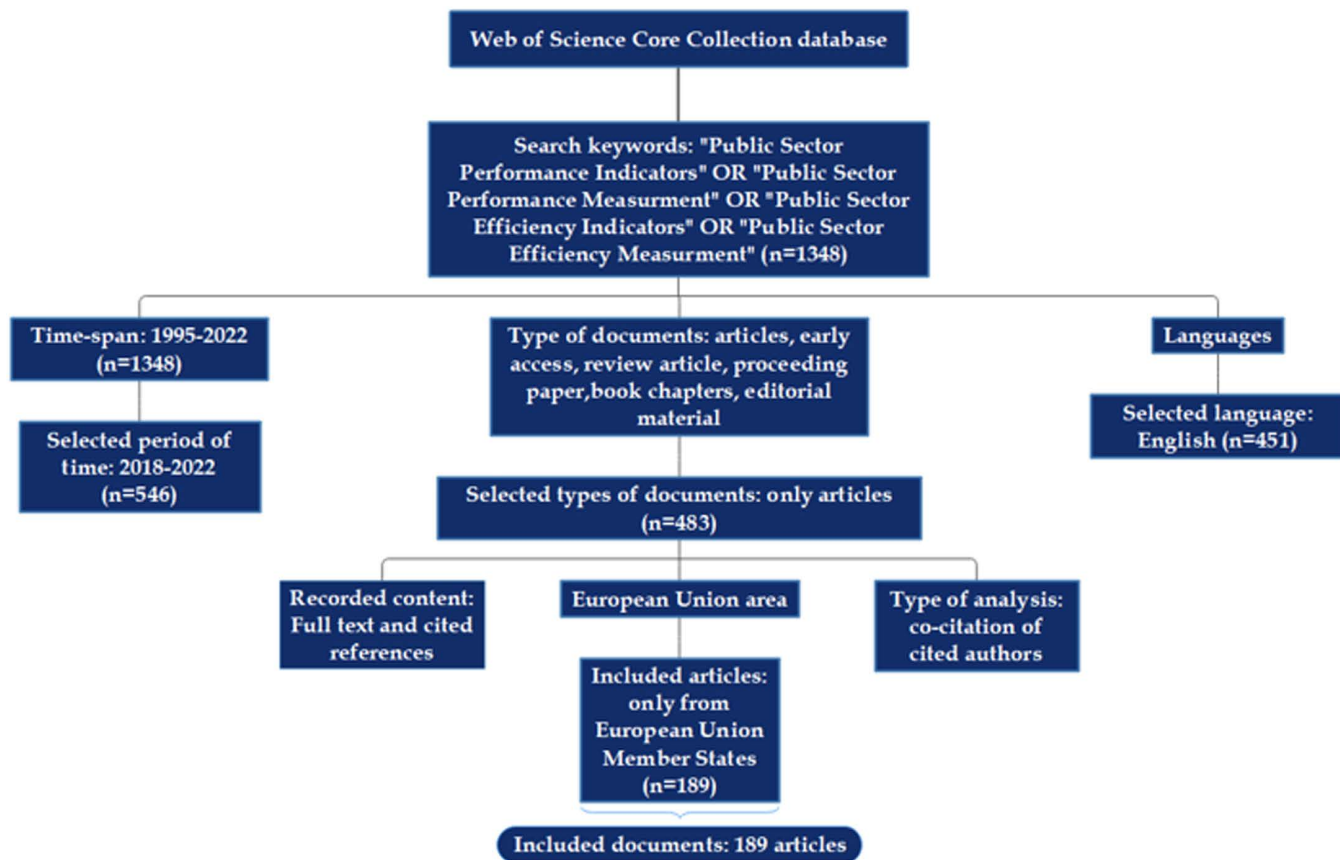 Web of Science Core Collection database
Search keywords: "Public Sector
Performance Indicators" OR "Public Sector
Performance Measurment" OR "Public Sector
Efficiency Indicators" OR "Public Sector
Efficiency Measurment" (n=1348)
Time-span: 1995-2022
(n=1348)
Selected period of
time: 2018-2022
(n=546)
Type of documents: articles, early
access, review article, proceeding
paper,book chapters, editorial
material
Languages
Selected language:
English (n=451)
Selected types of documents: only articles
(n=483)
Recorded content:
Full text and cited
references
European Union area
Type of analysis:
co-citation of
cited authors
Included articles:
only from
European Union
Member States
(n=189)
Included documents: 189 articles